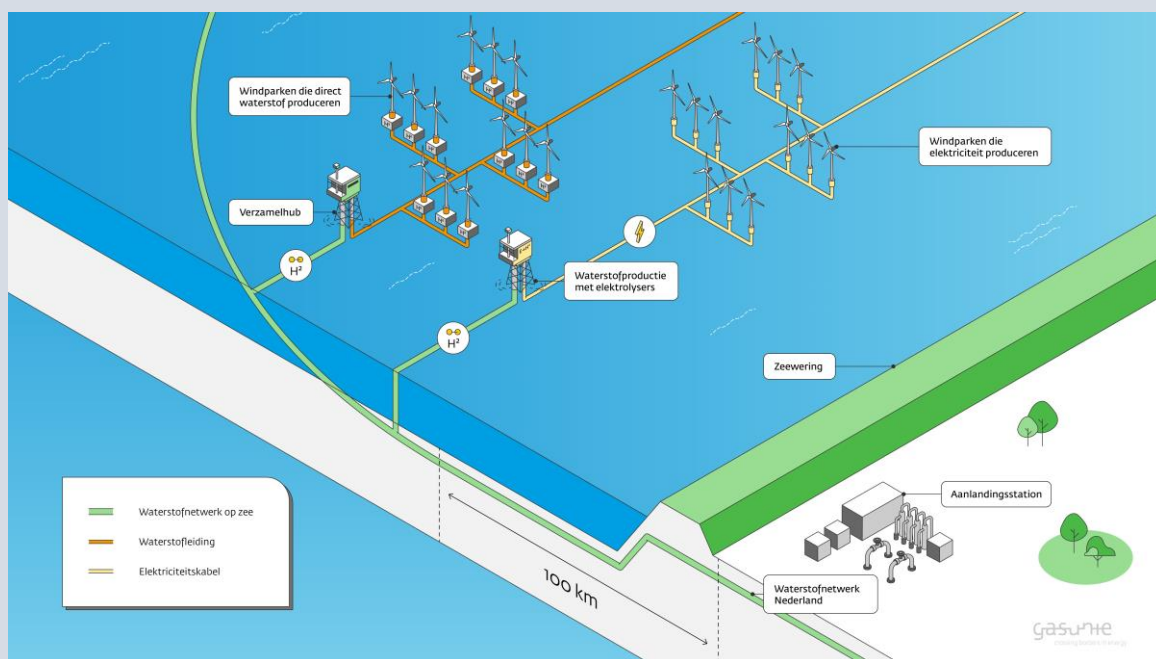 Windparken die direct
waterstof produceren
Windparken die
elektriciteit produceren
Verzamelhub
H²
Waterstofproductie
met elektrolysers
H²
Zeewering
Aanlandingsstation
Waterstofnetwerk op zee
Waterstofleiding
Elektriciteitskabel
100 km
Waterstofnetwerk
Nederland
gasunie